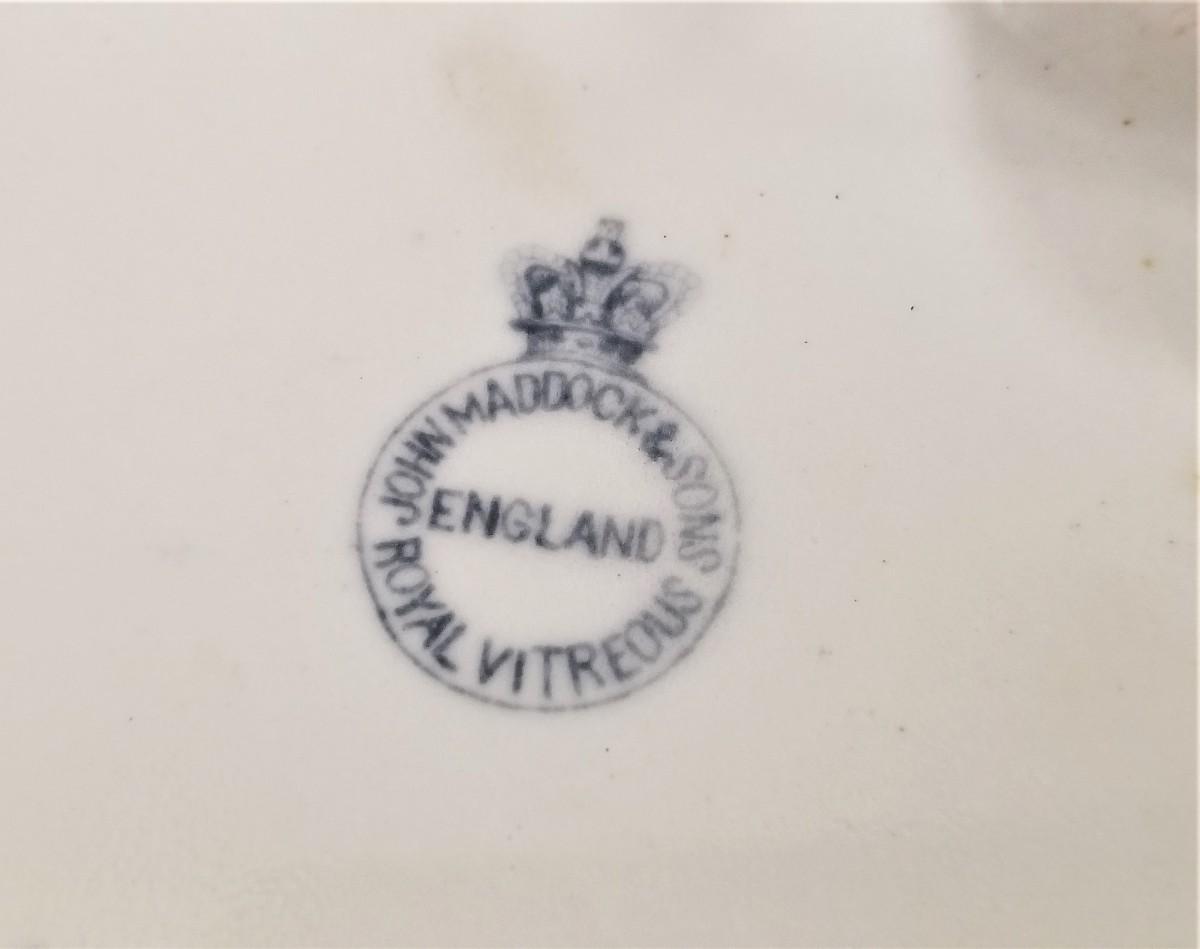 JOHN MADDOCK & SONS
ENGLAND
ROYAL VITREOUS